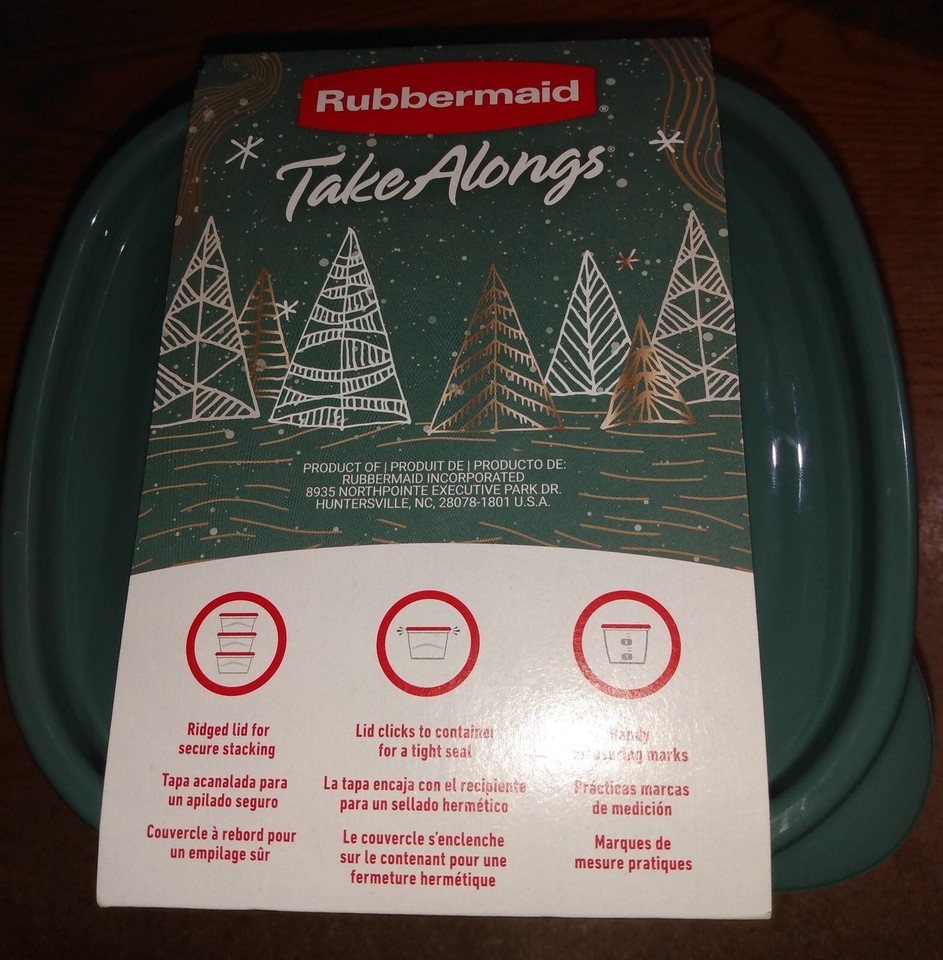 Rubbermaid®
TakeAlongs®
PRODUCT OF | PRODUIT DE | PRODUCTO DE:
RUBBERMAID INCORPORATED
8935 NORTHPOINTE EXECUTIVE PARK DR.
HUNTERSVILLE, NC, 28078-1801 U.S.A.
Ridged lid for
secure stacking
Tapa acanalada para
un apilado seguro
Couvercle à rebord pour
un empilage sûr
Lid clicks to container
for a tight seal
La tapa encaja con el recipiente
para un sellado hermético
Le couvercle s'enclenche
sur le contenant pour une
fermeture hermétique
Handy
measuring marks
Prácticas marcas
de medición
Marques de
mesure pratiques